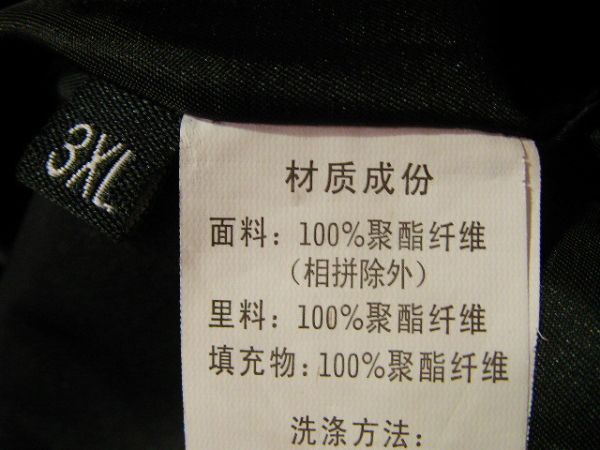 3XL
材质成份
面料：100%聚酯纤维
（相拼除外）
里料：100%聚酯纤维
填充物：100%聚酯纤维
洗涤方法：